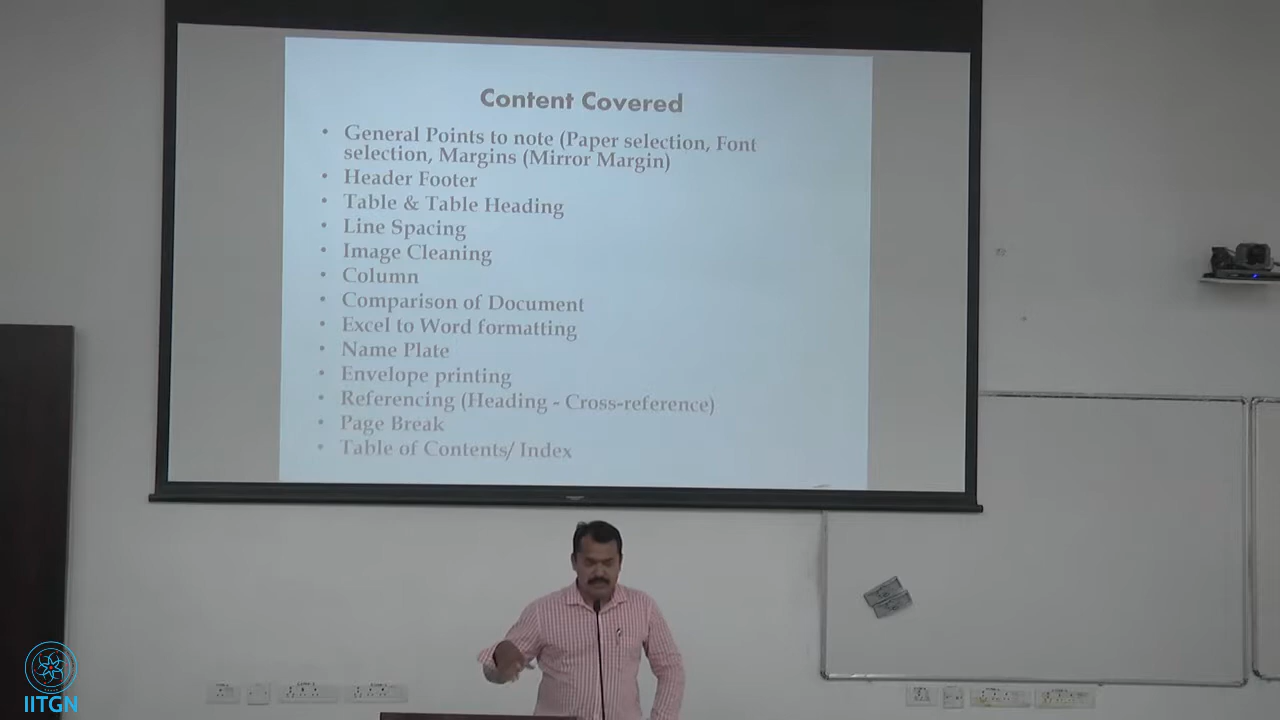 Content Covered
• General Points to note (Paper selection, Font
selection, Margins (Mirror Margin)
• Header Footer
• Table & Table Heading
• Line Spacing
• Image Cleaning
• Column
• Comparison of Document
• Excel to Word formatting
• Name Plate
• Envelope printing
• Referencing (Heading - Cross-reference)
• Page Break
• Table of Contents/ Index
IITGN